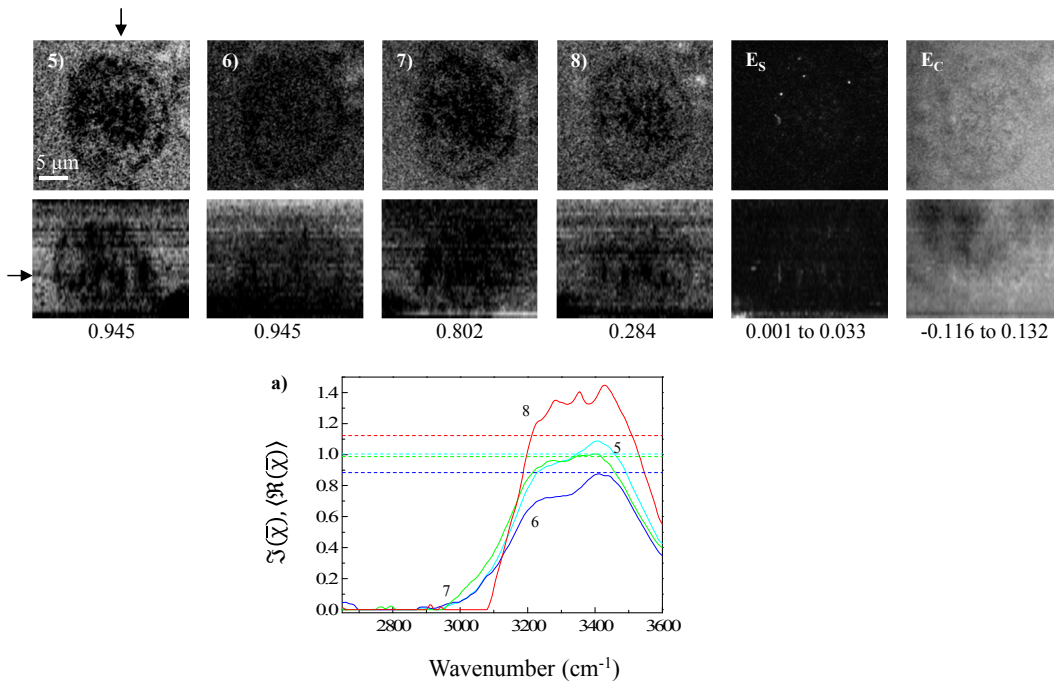 5) 6) 7) 8) E_S E_C
5 μm
0.945 0.945 0.802 0.284 0.001 to 0.033 -0.116 to 0.132
a)
1.4
1.2
1.0
0.8
0.6
0.4
0.2
0.0
ℑ(χ̅), ⟨ℜ(χ̅)⟩
8
5
6
7
2800 3000 3200 3400 3600
Wavenumber (cm⁻¹)